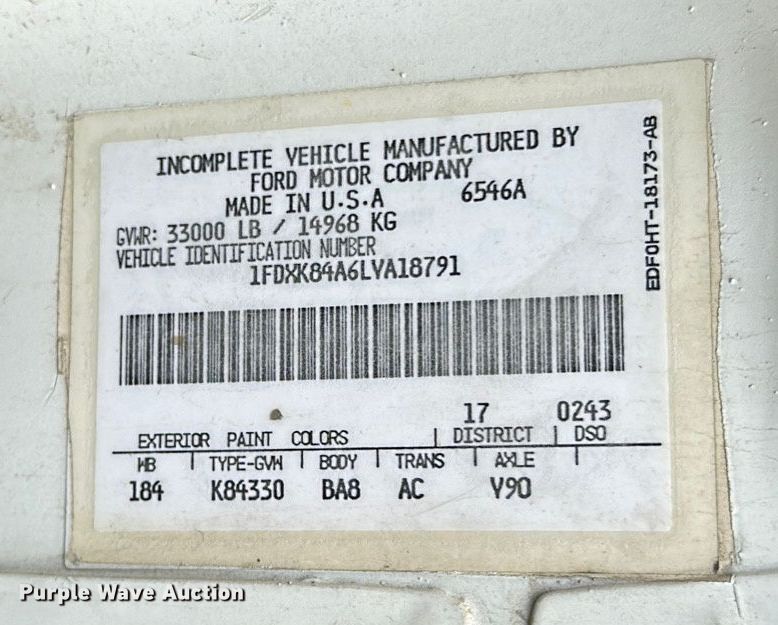 INCOMPLETE VEHICLE MANUFACTURED BY
FORD MOTOR COMPANY
MADE IN U.S.A 6546A
GVWR: 33000 LB / 14968 KG
VEHICLE IDENTIFICATION NUMBER
1FDXK84A6LVA18791
EDF0HT-18173-AB
17 0243
EXTERIOR PAINT COLORS | DISTRICT | DSO
WB | TYPE-GVW | BODY | TRANS | AXLE |
184 K84330 BA8 AC V90
Purple Wave Auction